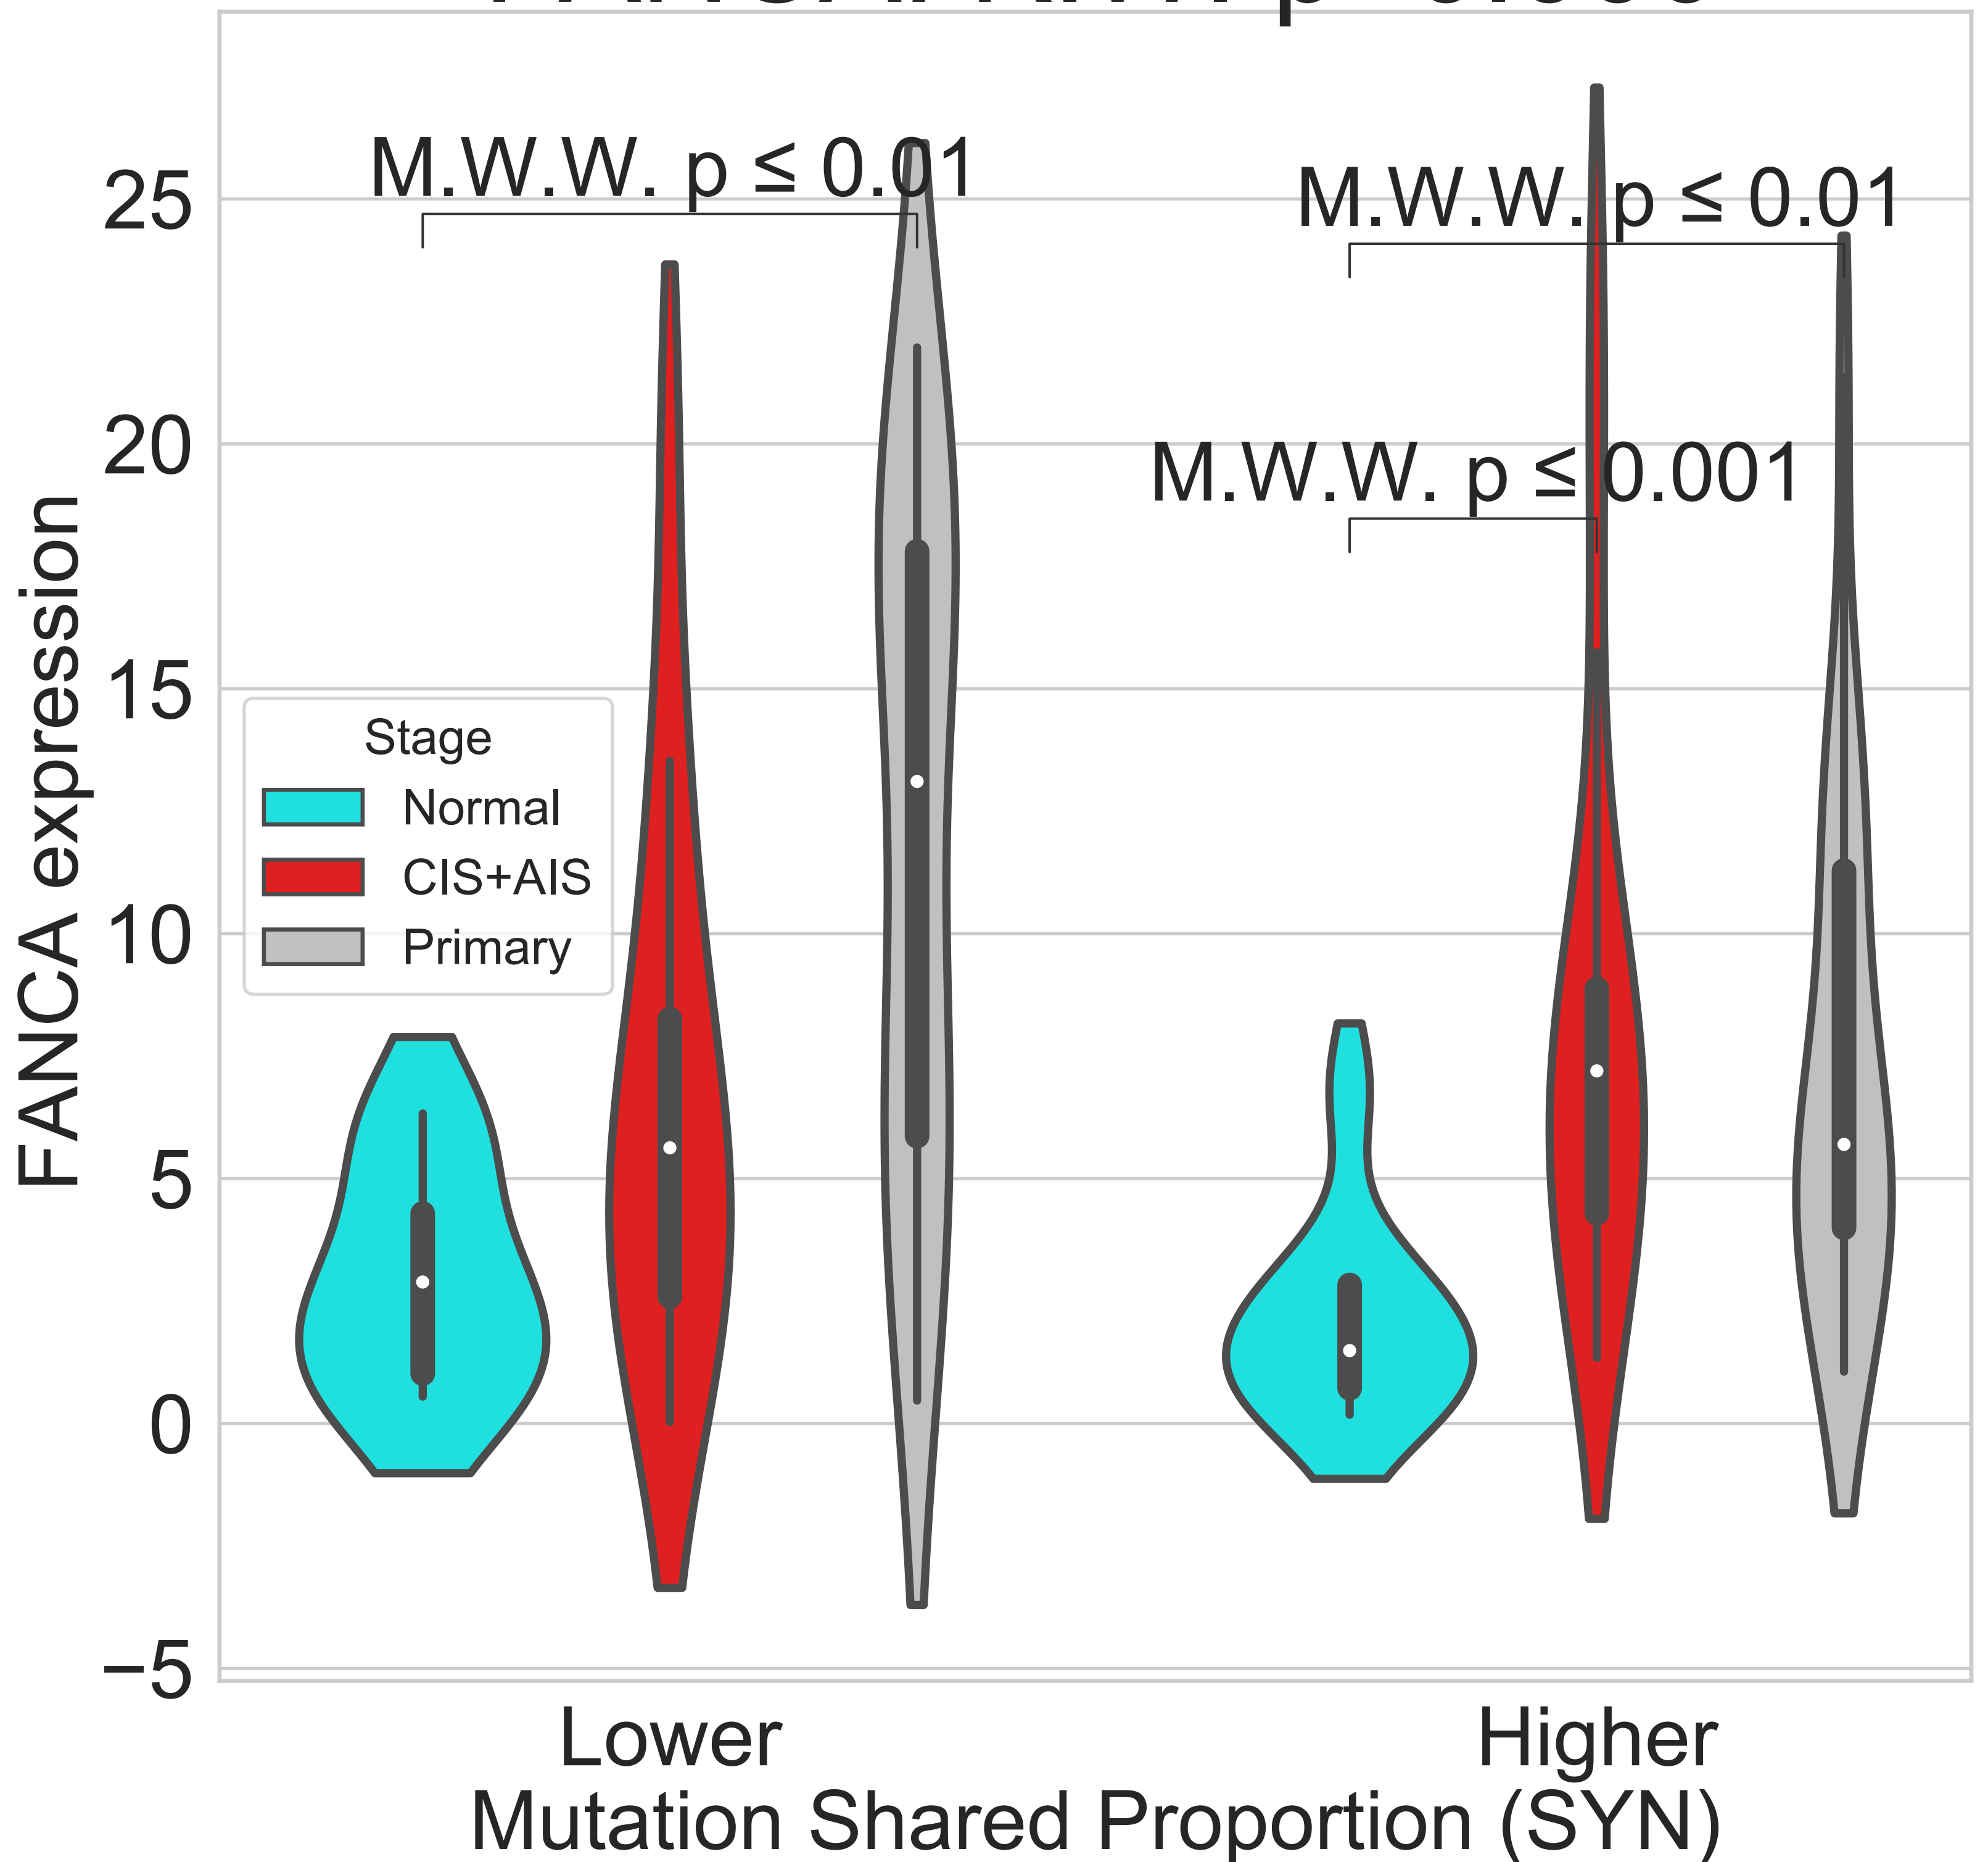 M.W.W. p ≤ 0.01
M.W.W. p ≤ 0.01
M.W.W. p ≤ 0.001
25
20
15
10
5
0
−5
FANCA expression
Stage
Normal
CIS+AIS
Primary
Lower
Higher
Mutation Shared Proportion (SYN)